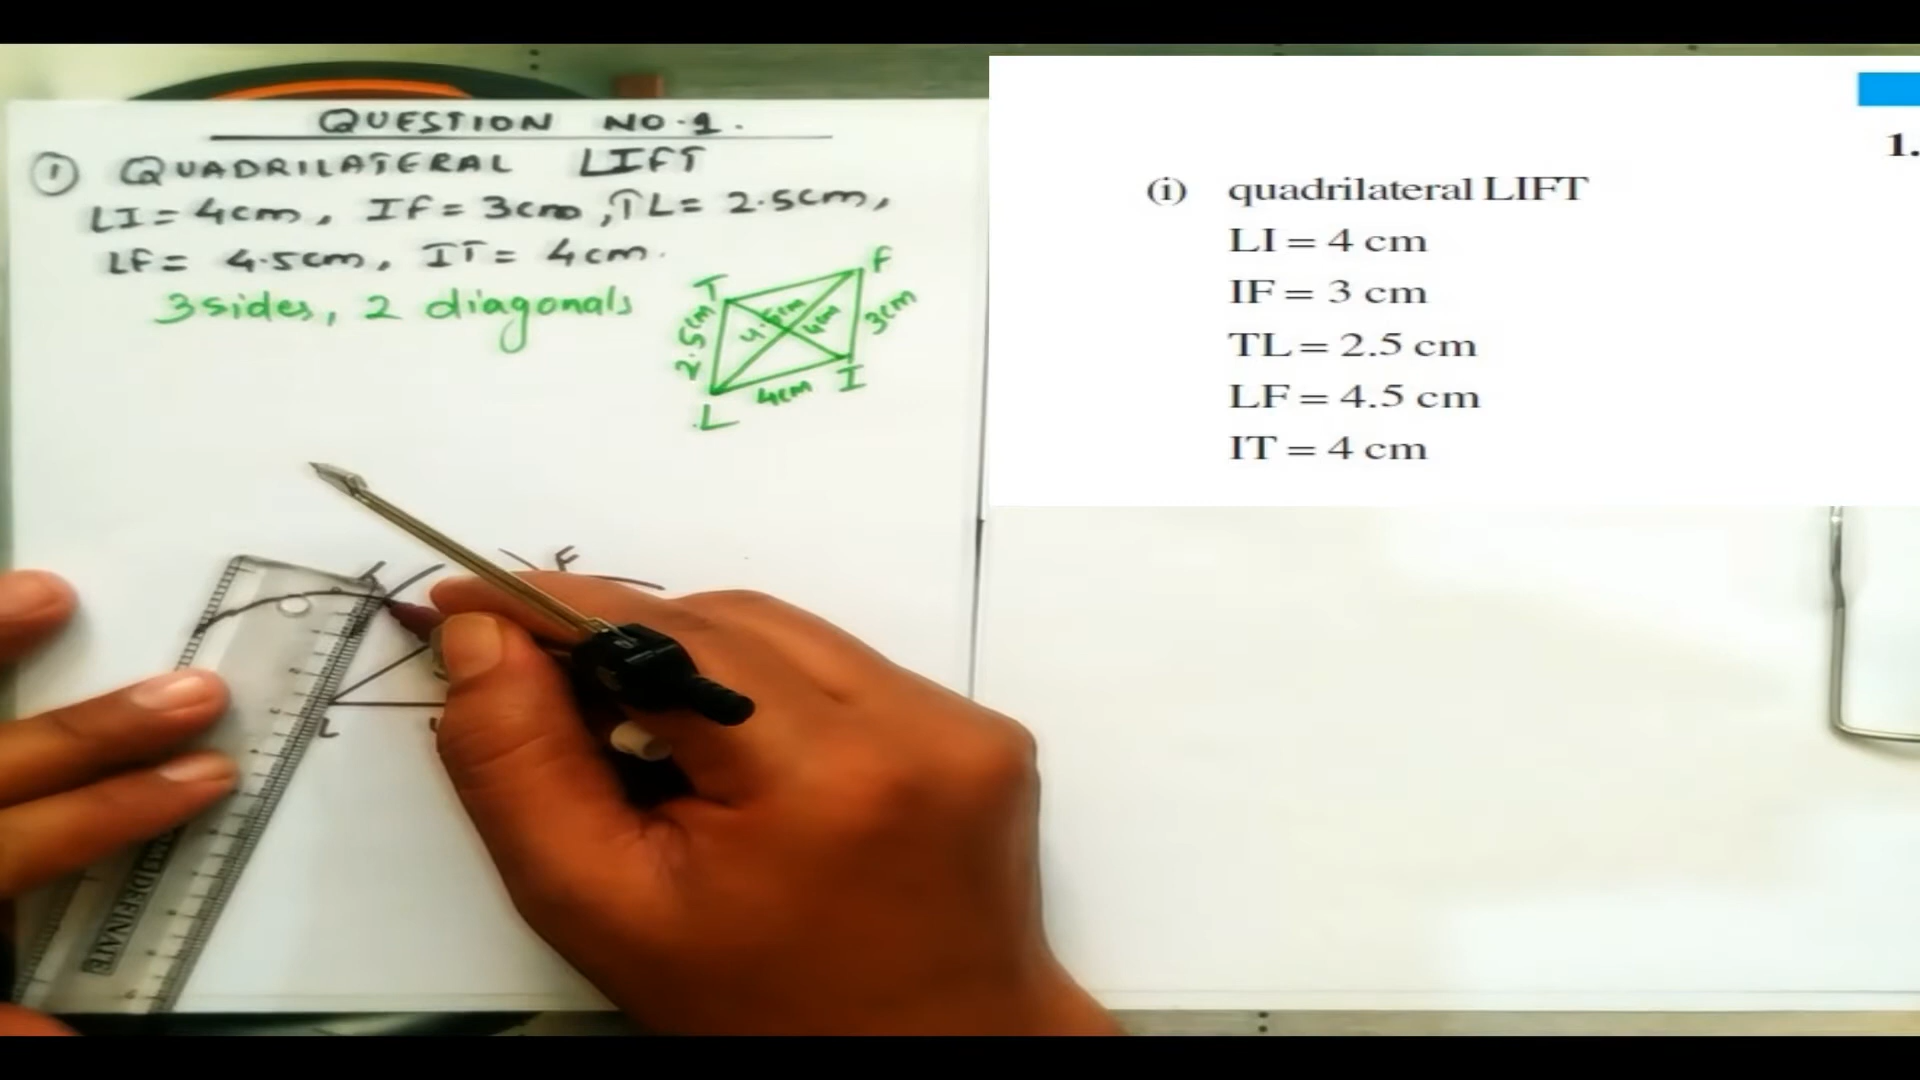 QUESTION NO.1.
① QUADRILATERAL LIFT
LI = 4cm, IF = 3cm, TL = 2.5cm,
LF = 4.5cm, IT = 4cm.
3 sides, 2 diagonals
T
F
2.5cm
4.5cm
4cm
3cm
4cm
I
L
F
T
L
1.
(i) quadrilateral LIFT
LI = 4 cm
IF = 3 cm
TL = 2.5 cm
LF = 4.5 cm
IT = 4 cm